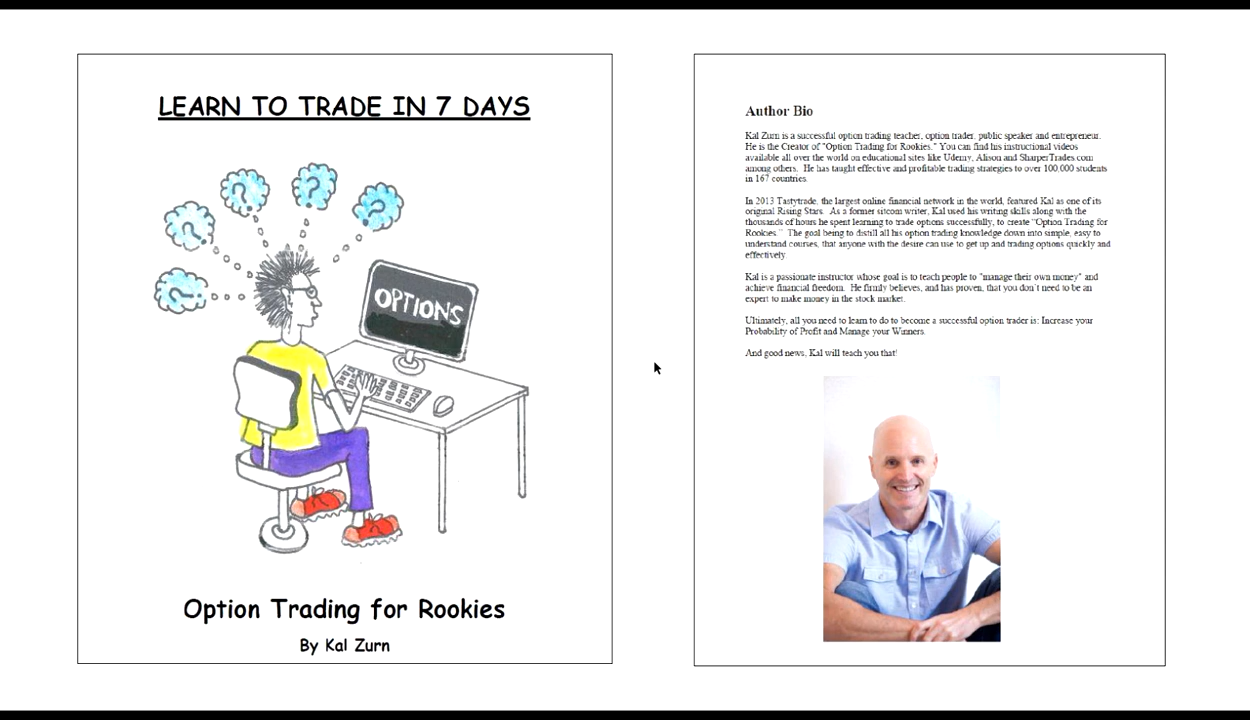 LEARN TO TRADE IN 7 DAYS
?
?
?
?
?
OPTIONS
Option Trading for Rookies
By Kal Zurn
Author Bio
Kal Zurn is a successful option trading teacher, option trader, public speaker and entrepreneur.
He is the Creator of "Option Trading for Rookies." You can find his instructional videos
available all over the world on educational sites like Udemy, Alison and SharperTrades.com
among others. He has taught effective and profitable trading strategies to over 100,000 students
in 167 countries.
In 2013 Tastytrade, the largest online financial network in the world, featured Kal as one of its
original Rising Stars. As a former sitcom writer, Kal used his writing skills along with the
thousands of hours he spent learning to trade options successfully, to create "Option Trading for
Rookies." The goal being to distill all his option trading knowledge down into simple, easy to
understand courses, that anyone with the desire can use to get up and trading options quickly and
effectively.
Kal is a passionate instructor whose goal is to teach people to "manage their own money" and
achieve financial freedom. He firmly believes, and has proven, that you don't need to be an
expert to make money in the stock market.
Ultimately, all you need to learn to do to become a successful option trader is: Increase your
Probability of Profit and Manage your Winners.
And good news, Kal will teach you that!